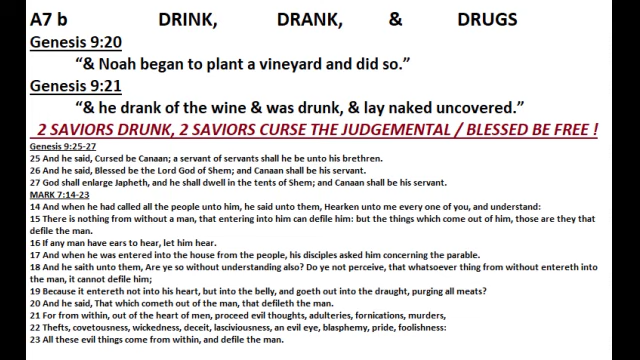 A7 b DRINK, DRANK, & DRUGS
Genesis 9:20
“& Noah began to plant a vineyard and did so.”
Genesis 9:21
“& he drank of the wine & was drunk, & lay naked uncovered.”
2 SAVIORS DRUNK, 2 SAVIORS CURSE THE JUDGEMENTAL / BLESSED BE FREE !
Genesis 9:25-27
25 And he said, Cursed be Canaan; a servant of servants shall he be unto his brethren.
26 And he said, Blessed be the Lord God of Shem; and Canaan shall be his servant.
27 God shall enlarge Japheth, and he shall dwell in the tents of Shem; and Canaan shall be his servant.
MARK 7:14-23
14 And when he had called all the people unto him, he said unto them, Hearken unto me every one of you, and understand:
15 There is nothing from without a man, that entering into him can defile him: but the things which come out of him, those are they that
defile the man.
16 If any man have ears to hear, let him hear.
17 And when he was entered into the house from the people, his disciples asked him concerning the parable.
18 And he saith unto them, Are ye so without understanding also? Do ye not perceive, that whatsoever thing from without entereth into
the man, it cannot defile him;
19 Because it entereth not into his heart, but into the belly, and goeth out into the draught, purging all meats?
20 And he said, That which cometh out of the man, that defileth the man.
21 For from within, out of the heart of men, proceed evil thoughts, adulteries, fornications, murders,
22 Thefts, covetousness, wickedness, deceit, lasciviousness, an evil eye, blasphemy, pride, foolishness:
23 All these evil things come from within, and defile the man.